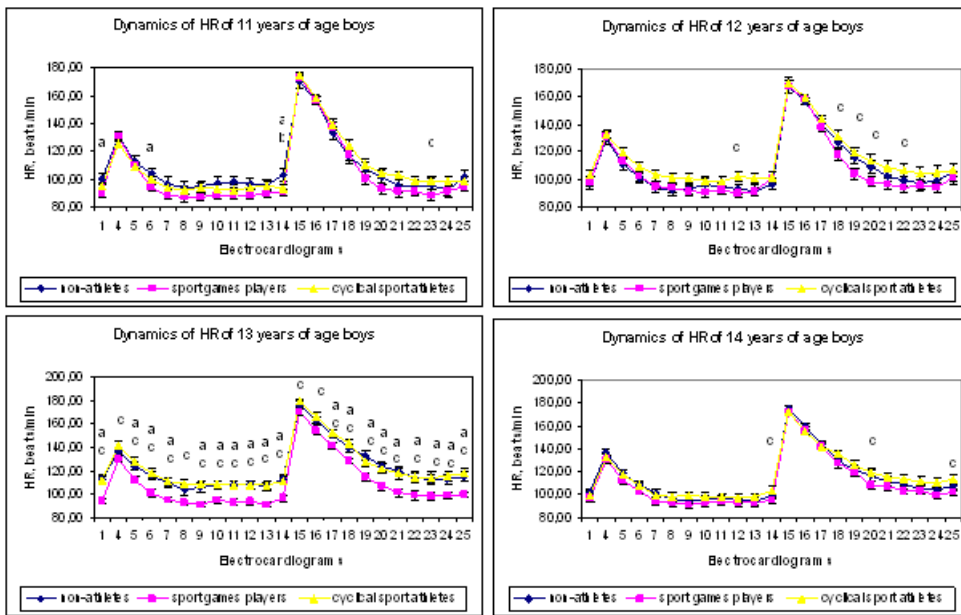 Dynamics of HR of 11 years of age boys
HR, beats/min
180,00
160,00
140,00
120,00
100,00
80,00
a
a
a
b
c
1 4 5 6 7 8 9 10 11 12 13 14 15 16 17 18 19 20 21 22 23 24 25
Electrocardiograms
non-athletes sport games players cyclical sport athletes
Dynamics of HR of 12 years of age boys
HR, beats/min
180,00
160,00
140,00
120,00
100,00
80,00
c
c
c
c
c
1 4 5 6 7 8 9 10 11 12 13 14 15 16 17 18 19 20 21 22 23 24 25
Electrocardiograms
non-athletes sport games players cyclical sport athletes
Dynamics of HR of 13 years of age boys
HR, beats/min
200,00
180,00
160,00
140,00
120,00
100,00
80,00
a c a a a a a a a a c c a a a a a a a a
c c c c c c c c c c c c c c c c c c c
1 4 5 6 7 8 9 10 11 12 13 14 15 16 17 18 19 20 21 22 23 24 25
Electrocardiograms
non-athletes sport games players cyclical sport athletes
Dynamics of HR of 14 years of age boys
HR, beats/min
200,00
180,00
160,00
140,00
120,00
100,00
80,00
c c c
1 4 5 6 7 8 9 10 11 12 13 14 15 16 17 18 19 20 21 22 23 24 25
Electrocardiograms
non-athletes sport games players cyclical sport athletes